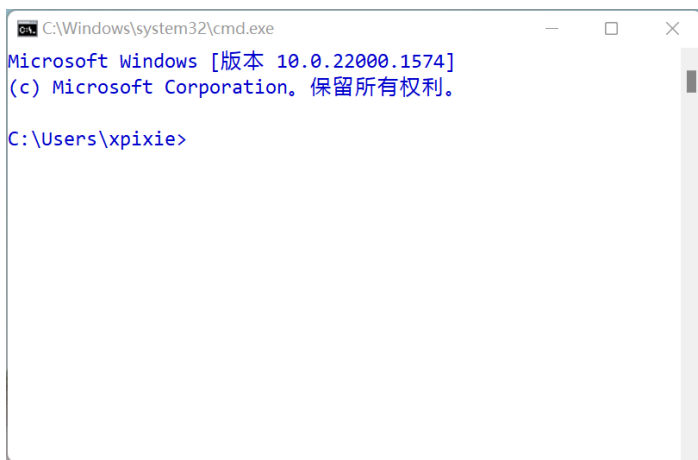 C:\Windows\system32\cmd.exe
Microsoft Windows [版本 10.0.22000.1574]
(c) Microsoft Corporation。保留所有权利。
C:\Users\xpixie>